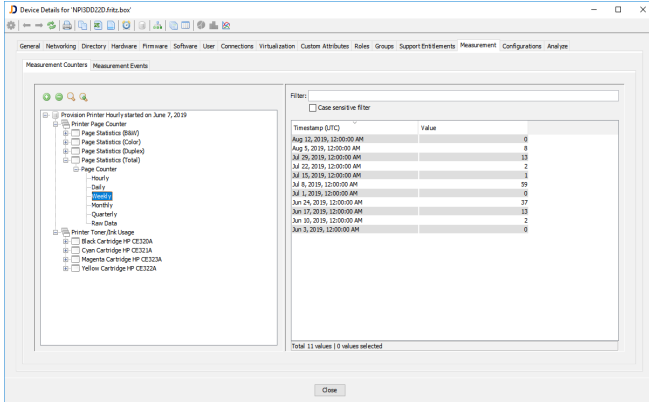 Device Details for 'NPI3DD22D.fritz.box'
General Networking Directory Hardware Firmware Software User Connections Virtualization Custom Attributes Roles Groups Support Entitlements Measurement Configurations Analyze
Measurement Counters Measurement Events
Provision Printer Hourly started on June 7, 2019
Printer Page Counter
Page Statistics (B&W)
Page Statistics (Color)
Page Statistics (Duplex)
Page Statistics (Total)
Page Counter
Hourly
Daily
Weekly
Monthly
Quarterly
Raw Data
Printer Toner/Ink Usage
Black Cartridge HP CE320A
Cyan Cartridge HP CE321A
Magenta Cartridge HP CE323A
Yellow Cartridge HP CE322A
Filter:
Case sensitive filter
Timestamp (UTC) Value
Aug 12, 2019, 12:00:00 AM 0
Aug 5, 2019, 12:00:00 AM 8
Jul 29, 2019, 12:00:00 AM 13
Jul 22, 2019, 12:00:00 AM 2
Jul 15, 2019, 12:00:00 AM 1
Jul 8, 2019, 12:00:00 AM 59
Jul 1, 2019, 12:00:00 AM 0
Jun 24, 2019, 12:00:00 AM 37
Jun 17, 2019, 12:00:00 AM 13
Jun 10, 2019, 12:00:00 AM 2
Jun 3, 2019, 12:00:00 AM 0
Total 11 values | 0 values selected
Close